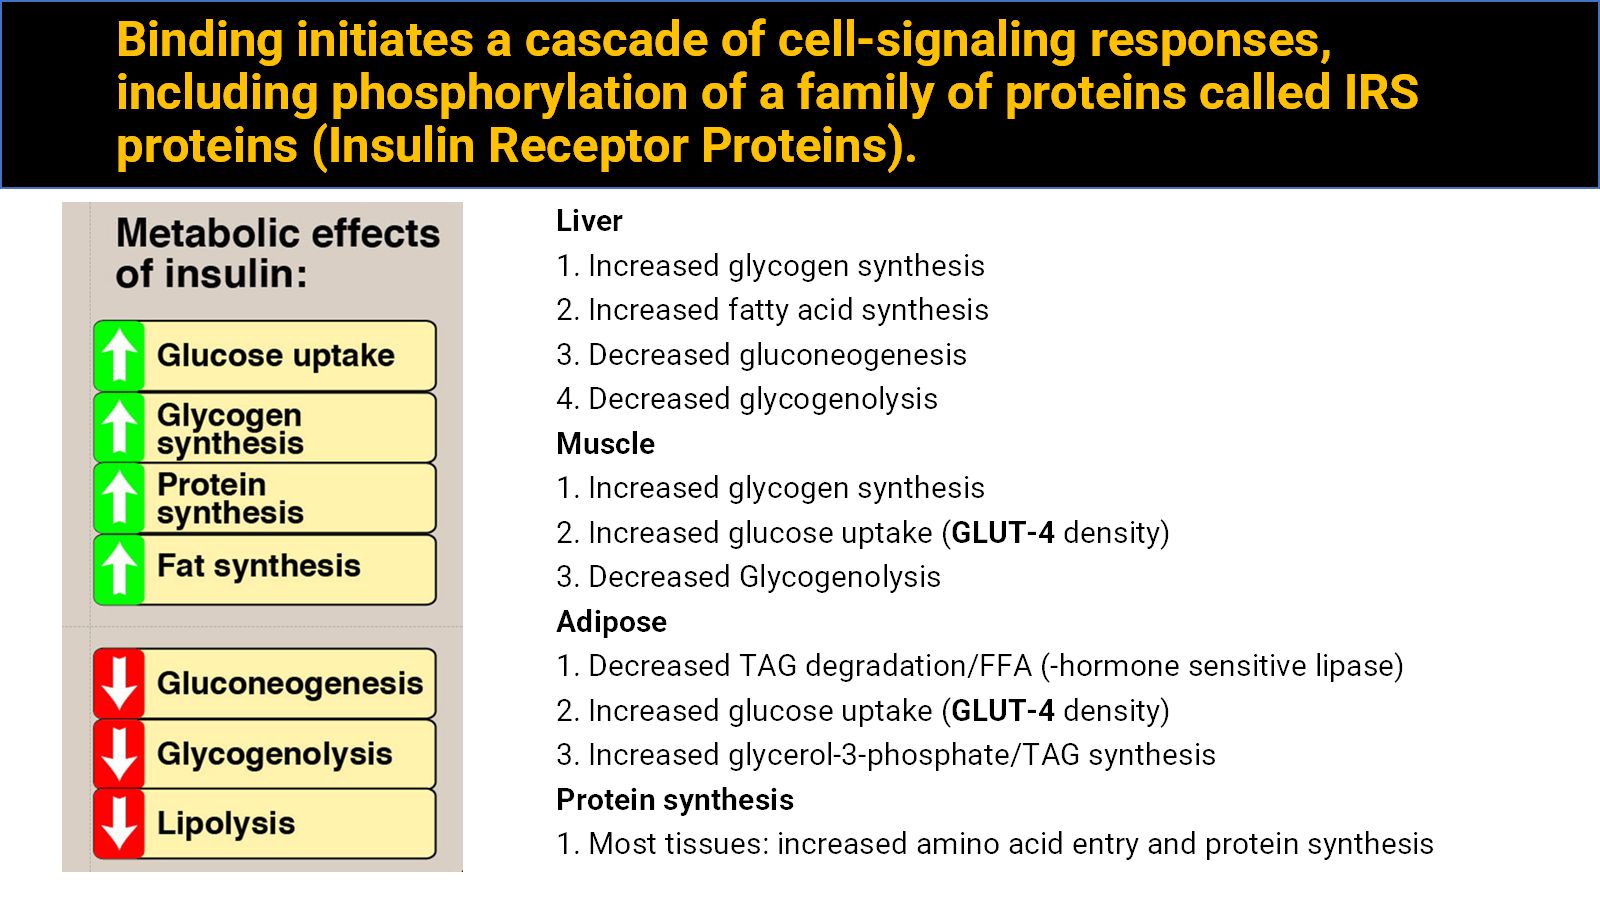 Binding initiates a cascade of cell-signaling responses,
including phosphorylation of a family of proteins called IRS
proteins (Insulin Receptor Proteins).
Metabolic effects
of insulin:
Glucose uptake
Glycogen
synthesis
Protein
synthesis
Fat synthesis
Gluconeogenesis
Glycogenolysis
Lipolysis
Liver
1. Increased glycogen synthesis
2. Increased fatty acid synthesis
3. Decreased gluconeogenesis
4. Decreased glycogenolysis
Muscle
1. Increased glycogen synthesis
2. Increased glucose uptake (GLUT-4 density)
3. Decreased Glycogenolysis
Adipose
1. Decreased TAG degradation/FFA (-hormone sensitive lipase)
2. Increased glucose uptake (GLUT-4 density)
3. Increased glycerol-3-phosphate/TAG synthesis
Protein synthesis
1. Most tissues: increased amino acid entry and protein synthesis